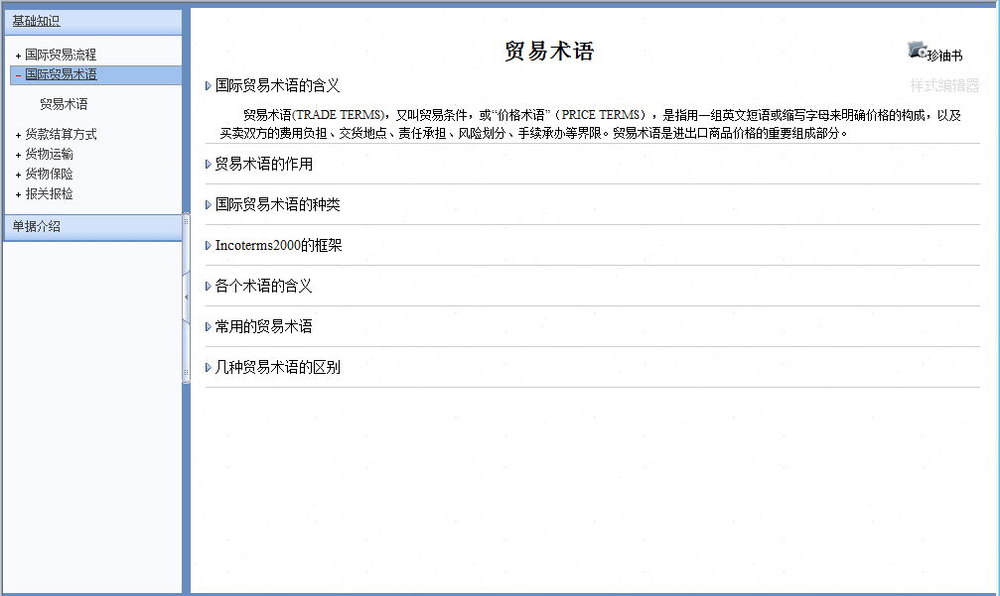 基础知识
+ 国际贸易流程
- 国际贸易术语
贸易术语
+ 货款结算方式
+ 货物运输
+ 货物保险
+ 报关报检
单据介绍
贸易术语
珍袖书
样式编辑器
国际贸易术语的含义
贸易术语(TRADE TERMS)，又叫贸易条件，或“价格术语”（PRICE TERMS），是指用一组英文短语或缩写字母来明确价格的构成，以及
买卖双方的费用负担、交货地点、责任承担、风险划分、手续承办等界限。贸易术语是进出口商品价格的重要组成部分。
贸易术语的作用
国际贸易术语的种类
Incoterms2000的框架
各个术语的含义
常用的贸易术语
几种贸易术语的区别